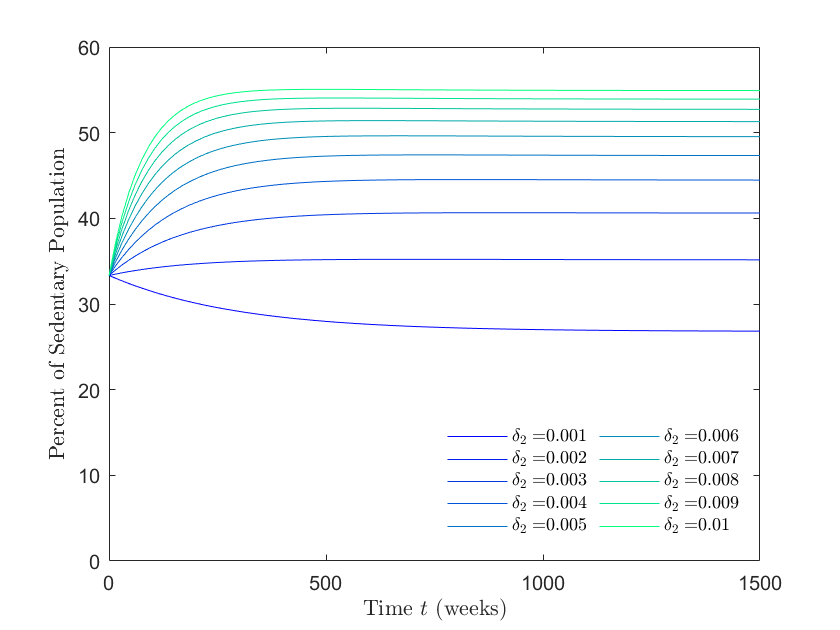 60
50
40
30
20
10
0
Percent of Sedentary Population
δ₂ =0.001
δ₂ =0.002
δ₂ =0.003
δ₂ =0.004
δ₂ =0.005
δ₂ =0.006
δ₂ =0.007
δ₂ =0.008
δ₂ =0.009
δ₂ =0.01
0 500 1000 1500
Time t (weeks)